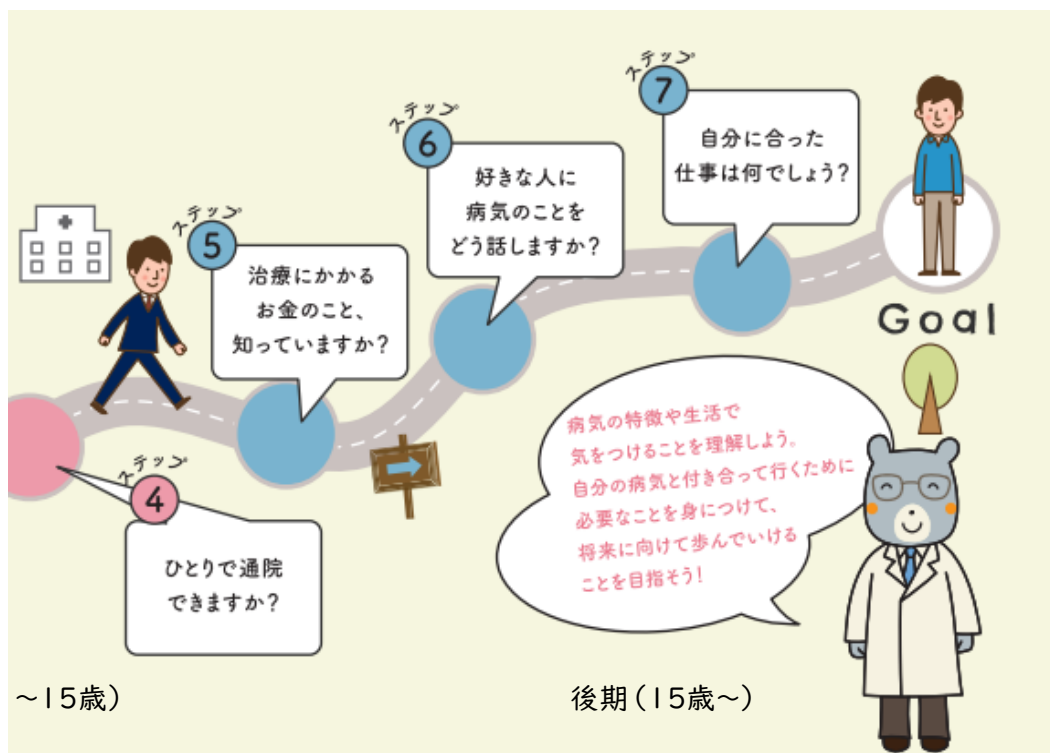 ステップ
4
ひとりで通院
できますか?
ステップ
5
治療にかかる
お金のこと、
知っていますか?
ステップ
6
好きな人に
病気のことを
どう話しますか?
ステップ
7
自分に合った
仕事は何でしょう?
Goal
病気の特徴や生活で
気をつけることを理解しよう。
自分の病気と付き合って行くために
必要なことを身につけて、
将来に向けて歩んでいける
ことを目指そう!
～15歳)
後期(15歳～)